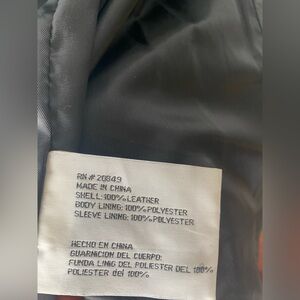 RN # 20849
MADE IN CHINA
SHELL: 100% LEATHER
BODY LINING: 100% POLYESTER
SLEEVE LINING: 100% POLYESTER
HECHO EN CHINA
GUARNICION DEL CUERPO:
FUNDA LINIG DEL POLIESTER DEL 100%
POLIESTER del 100%